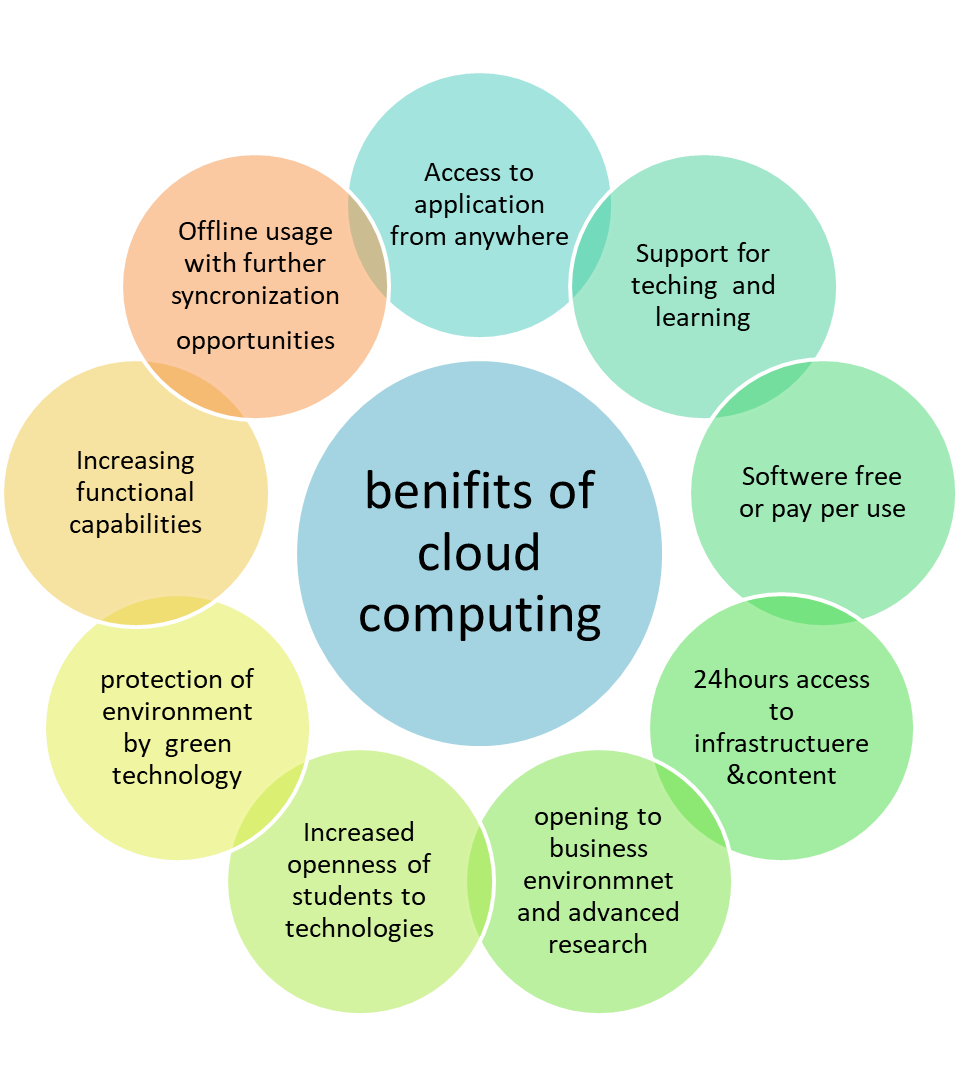 Access to
application
from anywhere
Support for
teching and
learning
Softwere free
or pay per use
24hours access
to
infrastructuere
&content
opening to
business
environmnet
and advanced
research
Increased
openness of
students to
technologies
protection of
environment
by green
technology
Increasing
functional
capabilities
Offline usage
with further
syncronization
opportunities
benifits of
cloud
computing